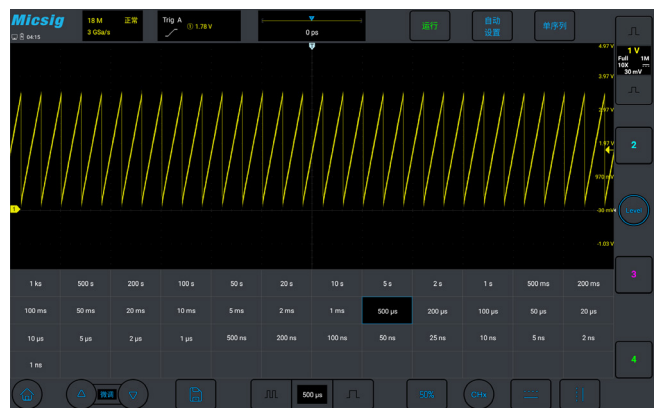 Micsig
04:15
18 M 正常
3 GSa/s
Trig A ① 1.78 V
0 ps
运行
自动
设置
单序列
4.97 V
3.97 V
2.97 V
1.97 V
970 mV
-30 mV
-1.03 V
1 V
Full 1M
10X
30 mV
2
Level
3
4
1
1 ks 500 s 200 s 100 s 50 s 20 s 10 s 5 s 2 s 1 s 500 ms 200 ms
100 ms 50 ms 20 ms 10 ms 5 ms 2 ms 1 ms 500 μs 200 μs 100 μs 50 μs 20 μs
10 μs 5 μs 2 μs 1 μs 500 ns 200 ns 100 ns 50 ns 25 ns 10 ns 5 ns 2 ns
1 ns
微调
500 μs
50%
CHx